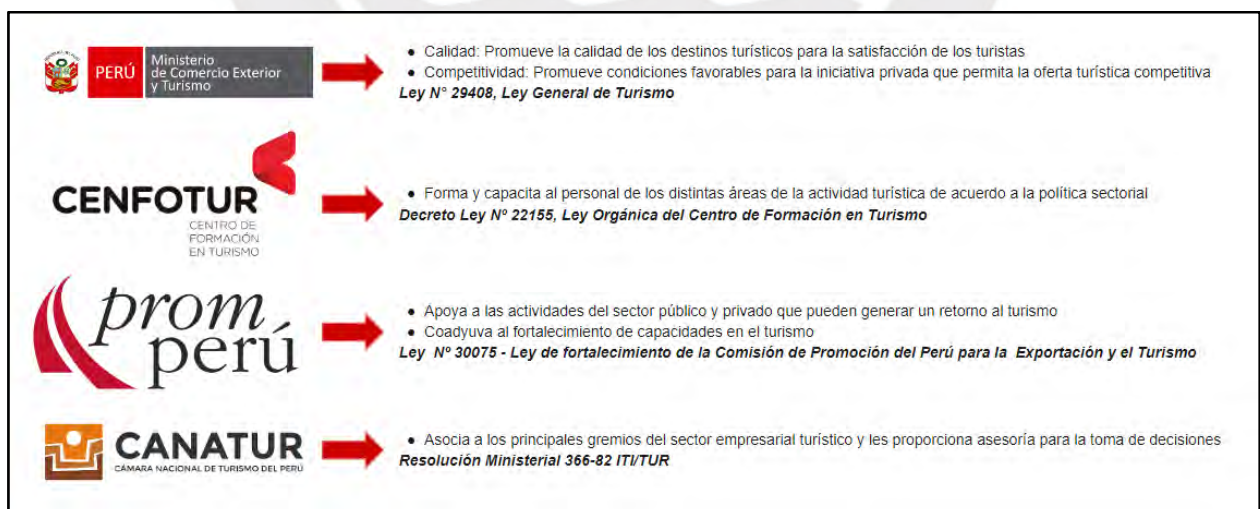 PERÚ
Ministerio
de Comercio Exterior
y Turismo
● Calidad: Promueve la calidad de los destinos turísticos para la satisfacción de los turistas
● Competitividad: Promueve condiciones favorables para la iniciativa privada que permita la oferta turística competitiva
Ley N° 29408, Ley General de Turismo
CENFOTUR
CENTRO DE
FORMACIÓN
EN TURISMO
● Forma y capacita al personal de los distintas áreas de la actividad turística de acuerdo a la política sectorial
Decreto Ley Nº 22155, Ley Orgánica del Centro de Formación en Turismo
prom
perú
● Apoya a las actividades del sector público y privado que pueden generar un retorno al turismo
● Coadyuva al fortalecimiento de capacidades en el turismo
Ley Nº 30075 - Ley de fortalecimiento de la Comisión de Promoción del Perú para la Exportación y el Turismo
CANATUR
CÁMARA NACIONAL DE TURISMO DEL PERÚ
● Asocia a los principales gremios del sector empresarial turístico y les proporciona asesoría para la toma de decisiones
Resolución Ministerial 366-82 ITI/TUR